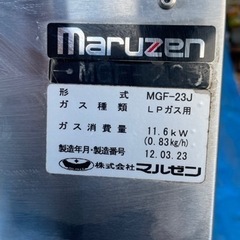 maruzen
MGF-23J
形式 MGF-23J
ガス種類 LPガス用
ガス消費量 11.6kW
(0.83kg/h)
製造年月・製造番号 12.03.23
株式会社マルゼン